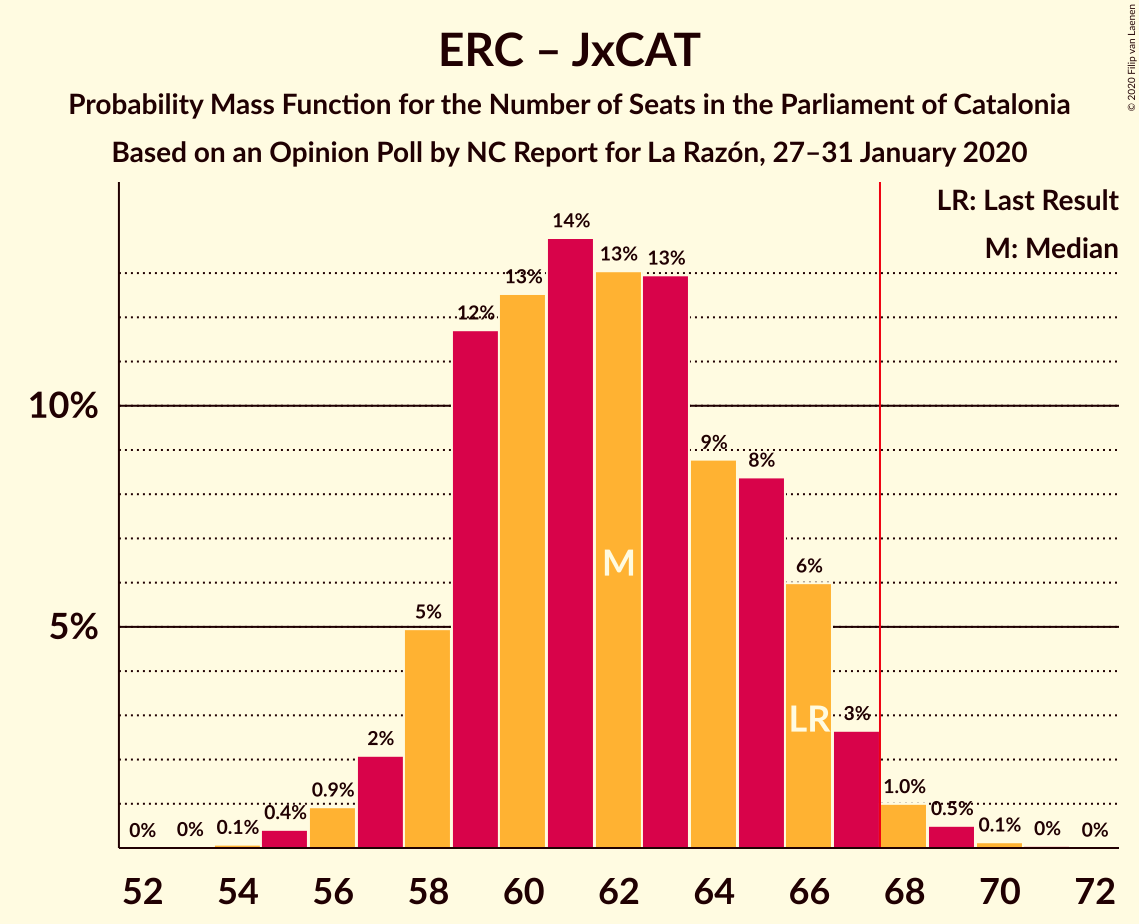 ERC – JxCAT
Probability Mass Function for the Number of Seats in the Parliament of Catalonia
Based on an Opinion Poll by NC Report for La Razón, 27–31 January 2020
© 2020 Filip van Laenen
LR: Last Result
M: Median
10%
5%
0%
0%
0.1%
0.4%
0.9%
2%
5%
12%
13%
14%
13%
13%
9%
8%
6%
3%
1.0%
0.5%
0.1%
0%
0%
M
LR
52 54 56 58 60 62 64 66 68 70 72